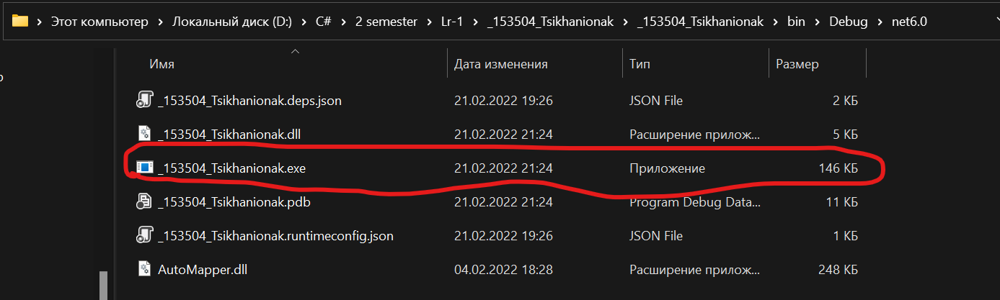 Этот компьютер > Локальный диск (D:) > C# > 2 semester > Lr-1 > _153504_Tsikhanionak > _153504_Tsikhanionak > bin > Debug > net6.0
Имя Дата изменения Тип Размер
_153504_Tsikhanionak.deps.json 21.02.2022 19:26 JSON File 2 КБ
_153504_Tsikhanionak.dll 21.02.2022 21:24 Расширение прилож... 5 КБ
_153504_Tsikhanionak.exe 21.02.2022 21:24 Приложение 146 КБ
_153504_Tsikhanionak.pdb 21.02.2022 21:24 Program Debug Data... 11 КБ
_153504_Tsikhanionak.runtimeconfig.json 21.02.2022 19:26 JSON File 1 КБ
AutoMapper.dll 04.02.2022 18:28 Расширение прилож... 248 КБ